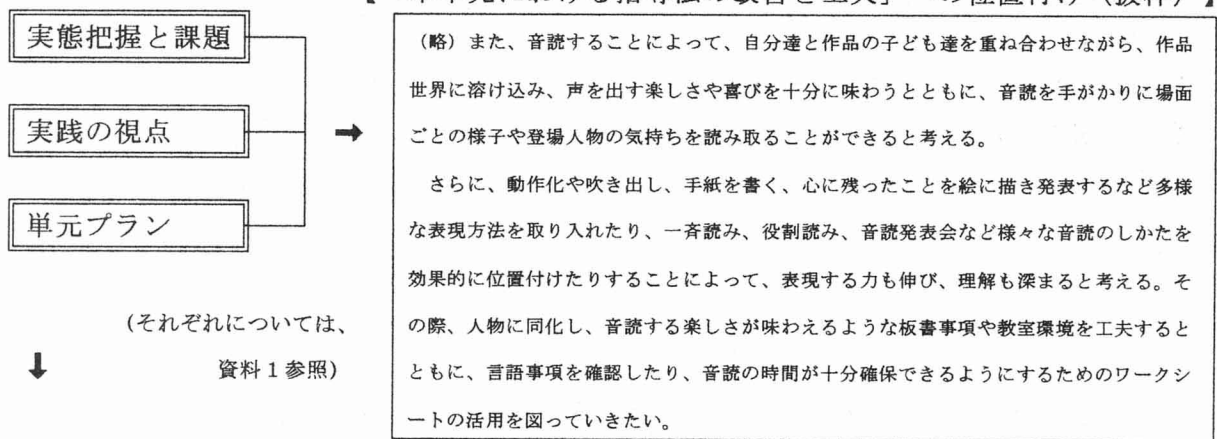 実態把握と課題
実践の視点
単元プラン
(それぞれについては、
資料1参照)
(略)また、音読することによって、自分達と作品の子ども達を重ね合わせながら、作品
世界に溶け込み、声を出す楽しさや喜びを十分に味わうとともに、音読を手がかりに場面
ごとの様子や登場人物の気持ちを読み取ることができると考える。
さらに、動作化や吹き出し、手紙を書く、心に残ったことを絵に描き発表するなど多様
な表現方法を取り入れたり、一斉読み、役割読み、音読発表会など様々な音読のしかたを
効果的に位置付けたりすることによって、表現する力も伸び、理解も深まると考える。そ
の際、人物に同化し、音読する楽しさが味わえるような板書事項や教室環境を工夫すると
ともに、言語事項を確認したり、音読の時間が十分確保できるようにするためのワークシ
ートの活用を図っていきたい。